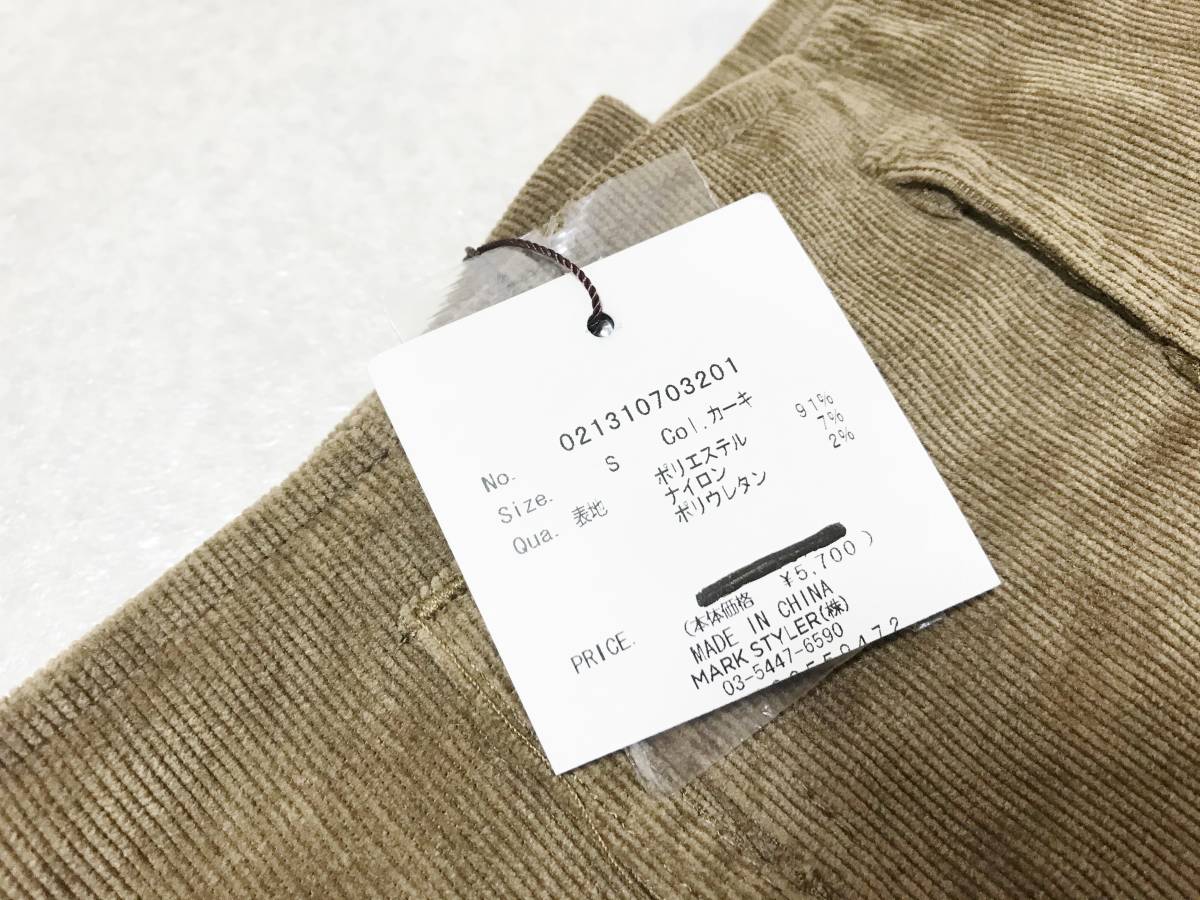 No. 021310703201
Size. S Col.カーキ
Qua. 表地 ポリエステル 91%
ナイロン 7%
ポリウレタン 2%
PRICE.
(本体価格 ¥5,700 )
MADE IN CHINA
MARK STYLER(株)
03-5447-6590